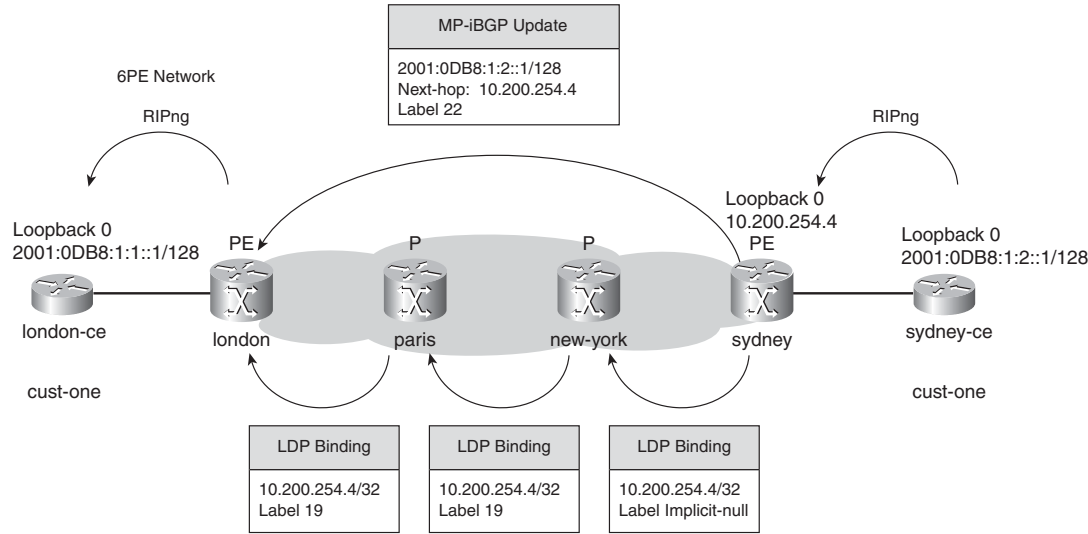 MP-iBGP Update
2001:0DB8:1:2::1/128
Next-hop: 10.200.254.4
Label 22
6PE Network
RIPng
RIPng
Loopback 0
10.200.254.4
Loopback 0
2001:0DB8:1:1::1/128
Loopback 0
2001:0DB8:1:2::1/128
PE
P
P
PE
london-ce
london
paris
new-york
sydney
sydney-ce
cust-one
cust-one
LDP Binding
10.200.254.4/32
Label 19
LDP Binding
10.200.254.4/32
Label 19
LDP Binding
10.200.254.4/32
Label Implicit-null